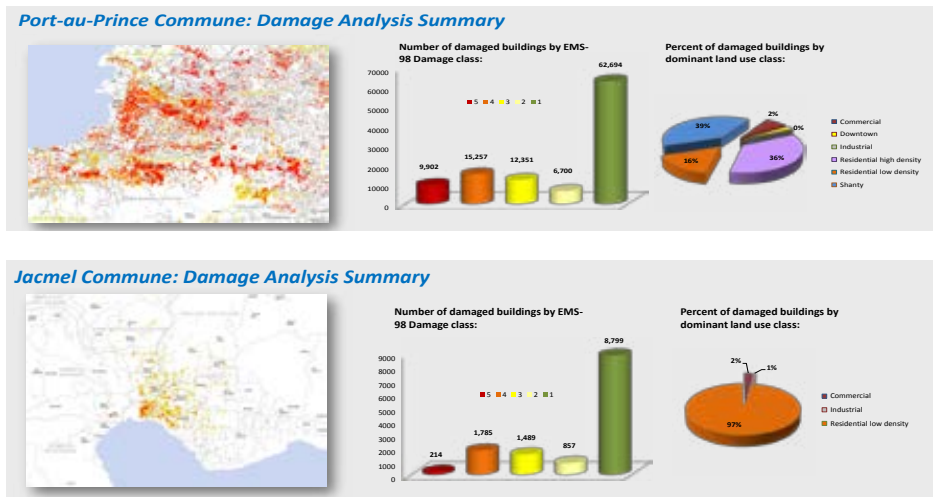 Port-au-Prince Commune: Damage Analysis Summary
Number of damaged buildings by EMS-
98 Damage class:
70000
60000
50000
40000
30000
20000
10000
0
5 4 3 2 1
9,902
15,257
12,351
6,700
62,694
Percent of damaged buildings by
dominant land use class:
2%
0%
36%
16%
39%
Commercial
Downtown
Industrial
Residential high density
Residential low density
Shanty
Jacmel Commune: Damage Analysis Summary
Number of damaged buildings by EMS-
98 Damage class:
9000
8000
7000
6000
5000
4000
3000
2000
1000
0
5 4 3 2 1
214
1,785
1,489
857
8,799
Percent of damaged buildings by
dominant land use class:
2%
1%
97%
Commercial
Industrial
Residential low density